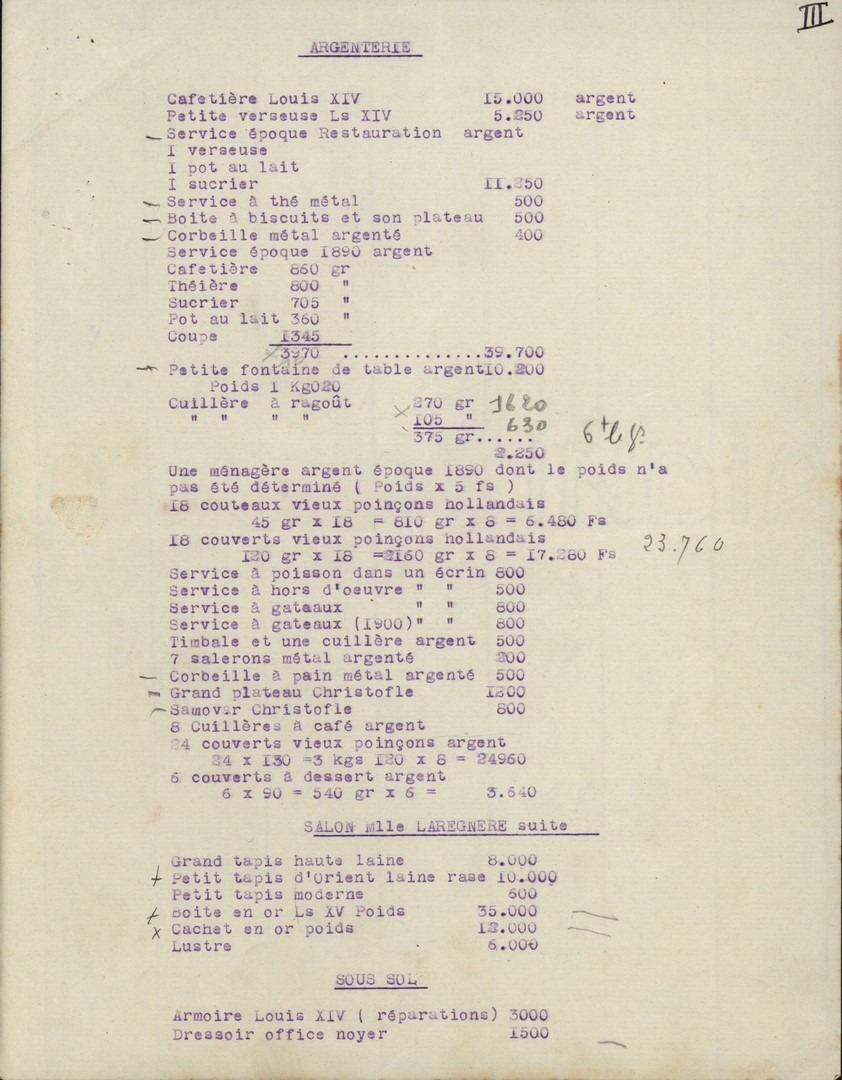 III
ARGENTERIE
Cafetière Louis XIV 15.000 argent
Petite verseuse Ls XIV 5.250 argent
Service époque Restauration argent
I verseuse
I pot au lait
I sucrier II.250
Service à thé métal 500
Boite à biscuits et son plateau 500
Corbeille métal argenté 400
Service époque I890 argent
Cafetière 860 gr
Théière 800 "
Sucrier 705 "
Pot au lait 360 "
Coupe I345
3970 ..............39.700
Petite fontaine de table argentI0.200
Poids I Kg020
Cuillère à ragoût 270 gr 1620
" " " " I05 " 630
375 gr...... 6
2.250
Une ménagère argent époque I890 dont le poids n'a
pas été déterminé ( Poids x 5 fs )
I8 couteaux vieux poinçons hollandais
45 gr x I8 = 810 gr x 8 = 6.480 Fs
I8 couverts vieux poinçons hollandais 23.760
I20 gr x I8 =2I60 gr x 8 = I7.280 Fs
Service à poisson dans un écrin 800
Service à hors d'oeuvre " " 500
Service à gateaux " " 800
Service à gateaux (I900)" " 800
Timbale et une cuillère argent 500
7 salerons métal argenté 200
Corbeille à pain métal argenté 500
Grand plateau Christofle I200
Samovar Christofle 800
8 Cuillères à café argent
24 couverts vieux poinçons argent
24 x I30 =3 kgs I20 x 8 = 24960
6 couverts à dessert argent
6 x 90 = 540 gr x 6 = 3.640
SALON Mlle LAREGNERE suite
Grand tapis haute laine 8.000
Petit tapis d'Orient laine rase I0.000
Petit tapis moderne 600
Boite en or Ls XV Poids 35.000
x Cachet en or poids I2.000
Lustre 6.000
SOUS SOL
Armoire Louis XIV ( réparations) 3000
Dressoir office noyer I500